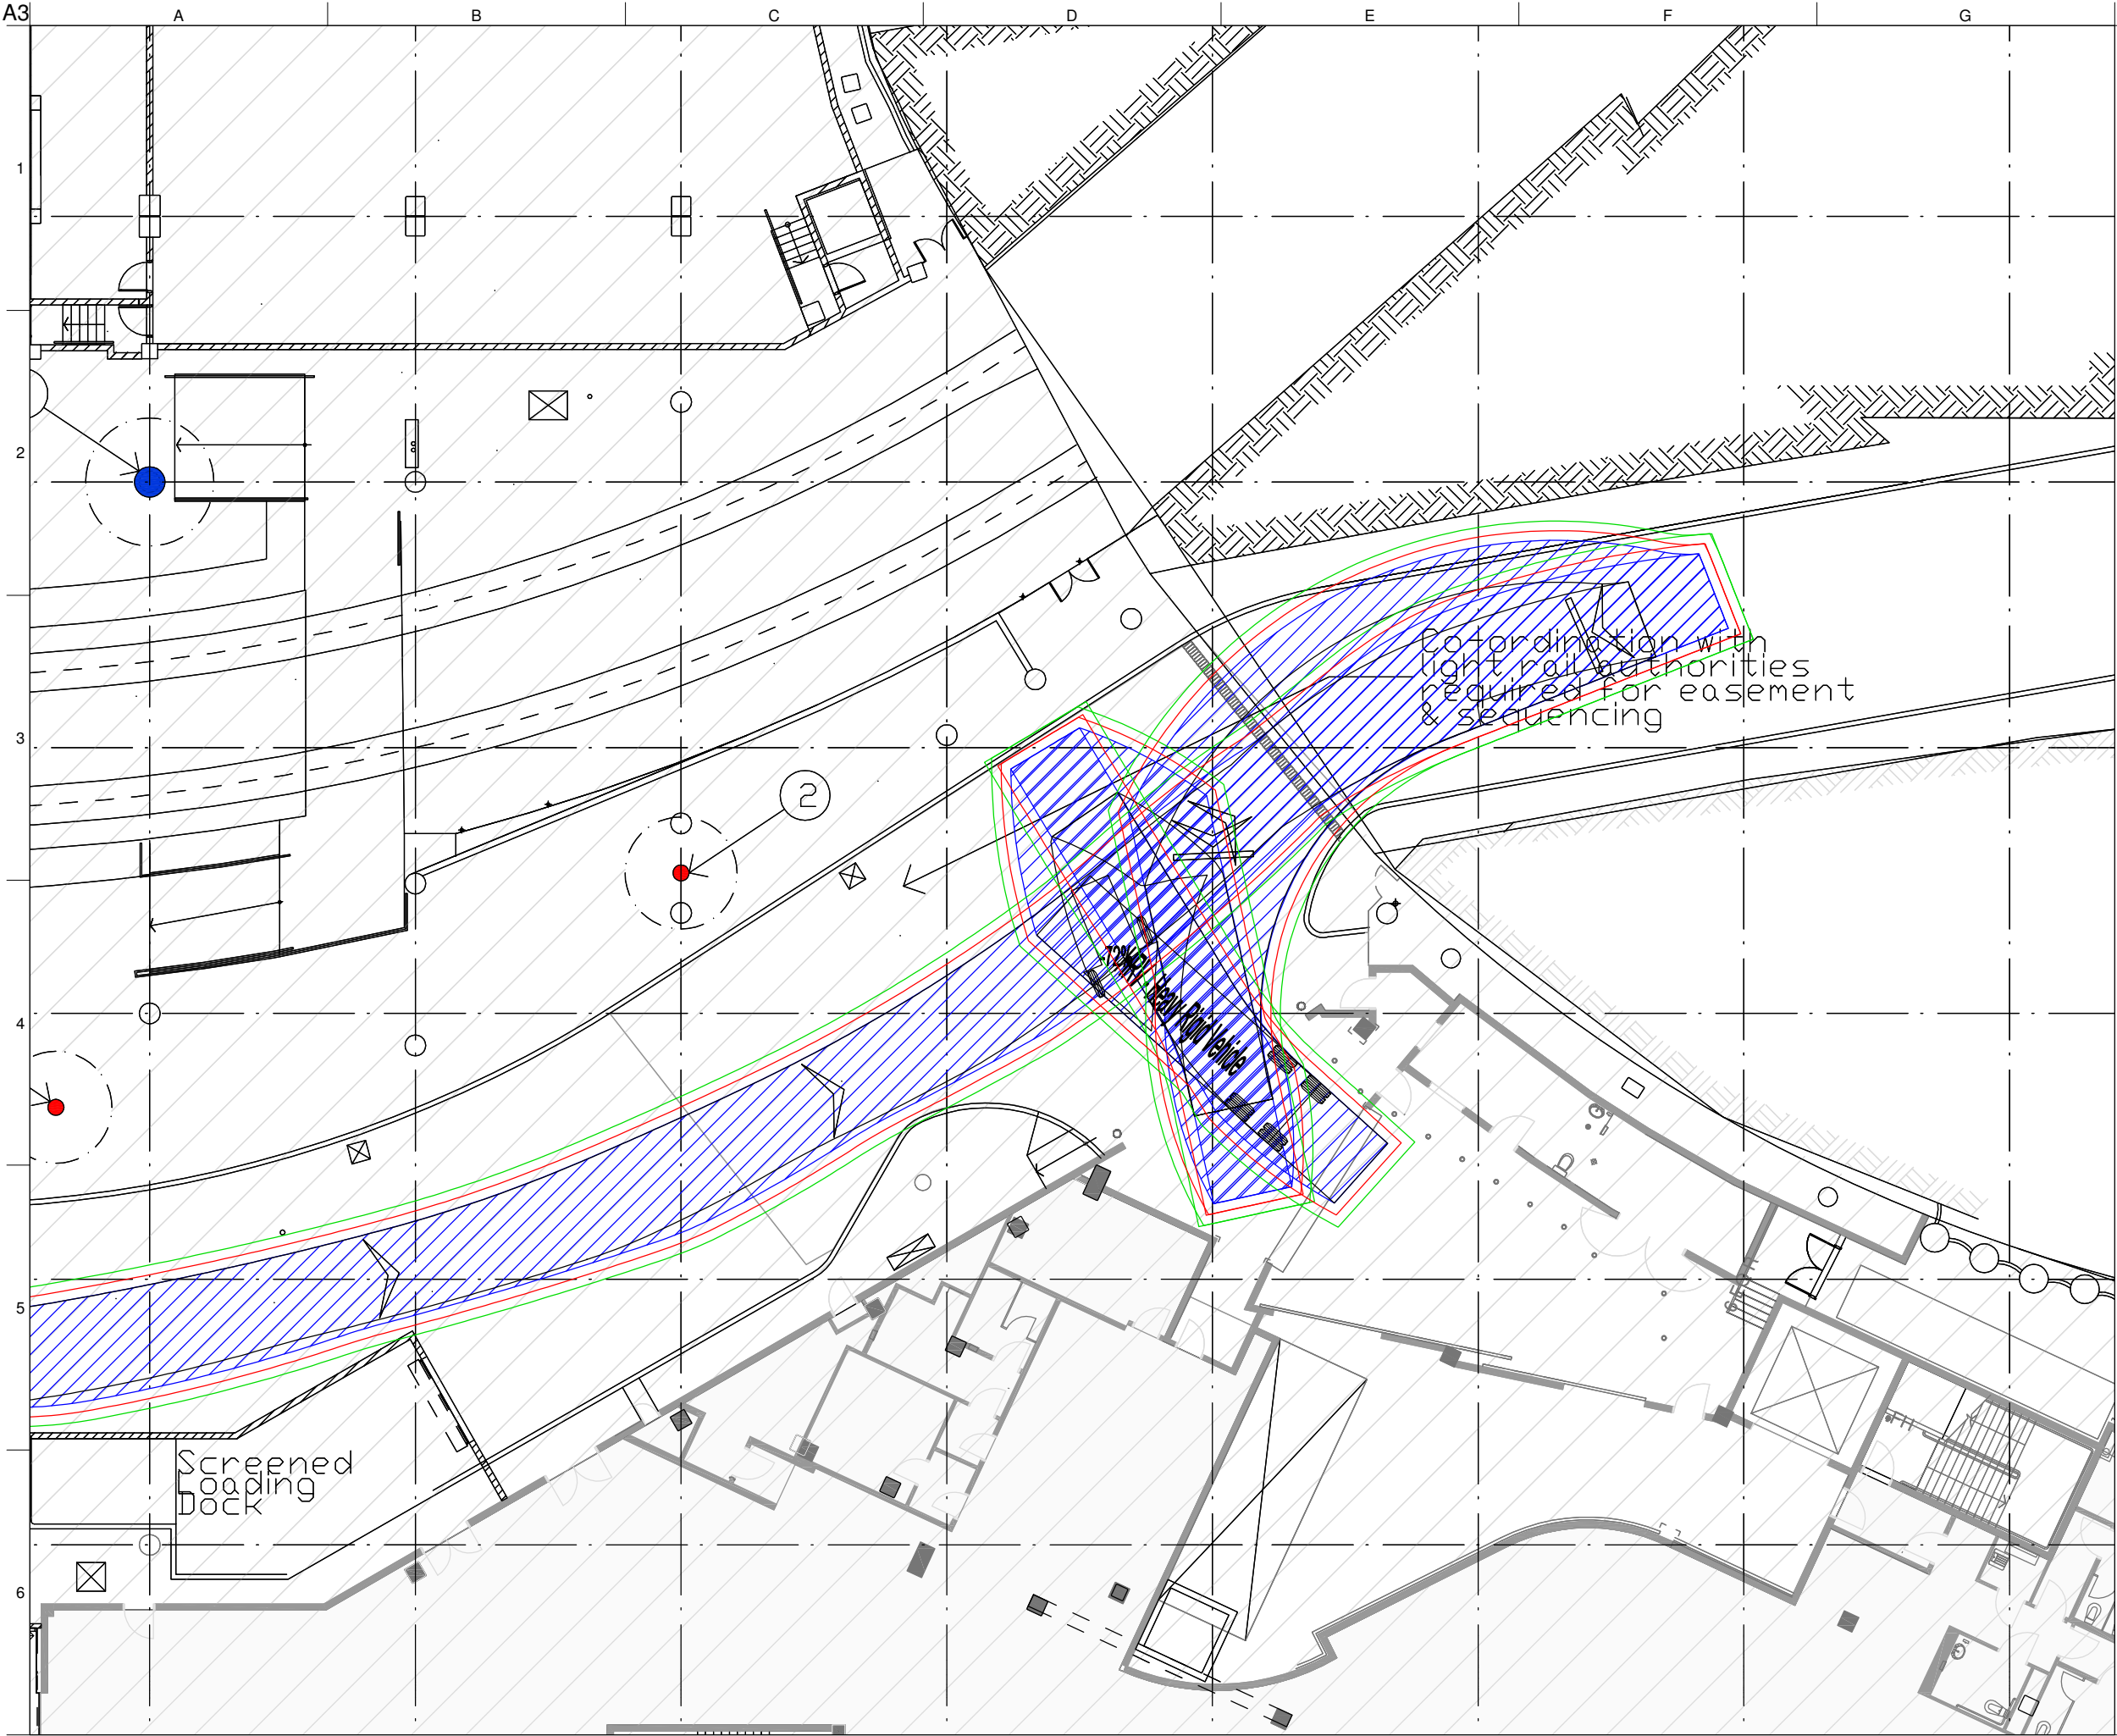 A3
A
B
C
D
E
F
G
1
2
3
4
5
6
Co-ordination with
light rail authorities
required for easement
& sequencing
2
Heavy Rigid Vehicle
Screened
Loading
Dock